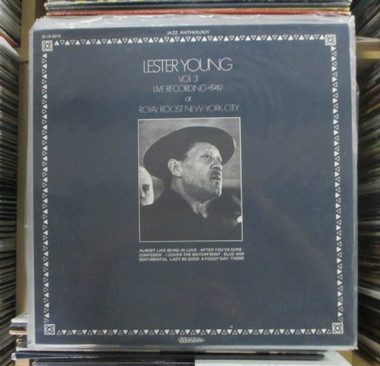 JAZZ ANTHOLOGY
LESTER YOUNG
VOL 3
LIVE RECORDING • 1949
at
ROYAL ROOST NEW-YORK CITY
ALMOST LIKE BEING IN LOVE · AFTER YOU'VE GONE
CONFESSIN · I COVER THE WATERFRONT · BLUE AND
SENTIMENTAL · LADY BE GOOD · A FOGGY DAY · THEME
Musidisc